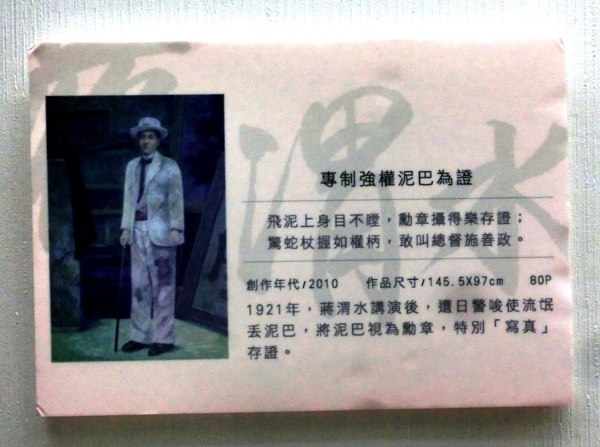 蔣渭水
專制強權泥巴為證
飛泥上身目不瞠，勳章攝得樂存證；
驚蛇杖握如權柄，敢叫總督施善政。
創作年代/2010 作品尺寸/145.5X97cm 80P
1921年，蔣渭水講演後，遭日警唆使流氓
丟泥巴，將泥巴視為勳章，特別「寫真」
存證。